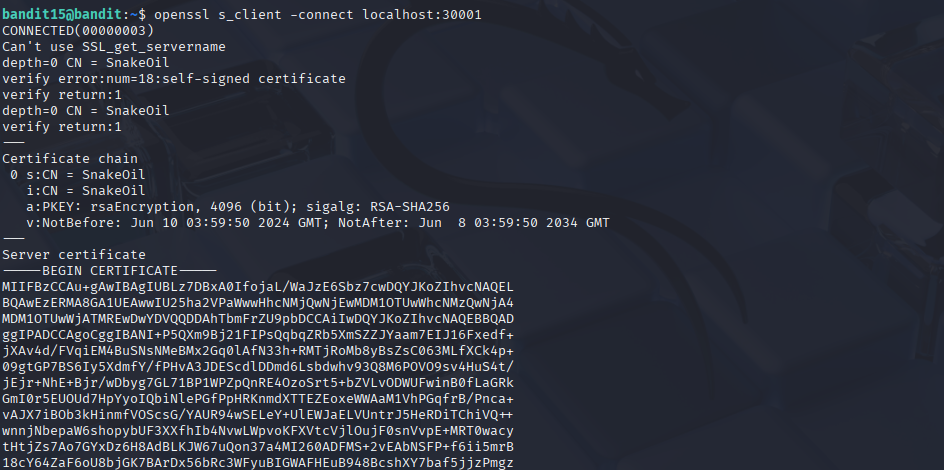 bandit15@bandit:~$ openssl s_client -connect localhost:30001
CONNECTED(00000003)
Can't use SSL_get_servername
depth=0 CN = SnakeOil
verify error:num=18:self-signed certificate
verify return:1
depth=0 CN = SnakeOil
verify return:1
---
Certificate chain
 0 s:CN = SnakeOil
   i:CN = SnakeOil
   a:PKEY: rsaEncryption, 4096 (bit); sigalg: RSA-SHA256
   v:NotBefore: Jun 10 03:59:50 2024 GMT; NotAfter: Jun  8 03:59:50 2034 GMT
---
Server certificate
-----BEGIN CERTIFICATE-----
MIIFBzCCAu+gAwIBAgIUBLz7DBxA0IfojaL/WaJzE6Sbz7cwDQYJKoZIhvcNAQEL
BQAwEzERMA8GA1UEAwwIU25ha2VPaWwwHhcNMjQwNjEwMDM1OTUwWhcNMzQwNjA4
MDM1OTUwWjATMREwDwYDVQQDDAhTbmFrZU9pbDCCAiIwDQYJKoZIhvcNAQEBBQAD
ggIPADCCAgoCggIBANI+P5QXm9Bj21FIPsQqbqZRb5XmSZZJYaam7EIJ16Fxedf+
jXAv4d/FVqiEM4BuSNsNMeBMx2Gq0lAfN33h+RMTjRoMb8yBsZsC063MLfXCk4p+
09gtGP7BS6Iy5XdmfY/fPHvA3JDEScdlDDmd6Lsbdwhv93Q8M6POVO9sv4HuS4t/
jEjr+NhE+Bjr/wDbyg7GL71BP1WPZpQnRE4OzoSrt5+bZVLvODWUFwinB0fLaGRk
GmI0r5EUOUd7HpYyoIQbiNlePGfPpHRKnmdXTTEZEoxeWWAaM1VhPGqfrB/Pnca+
vAJX7iBOb3kHinmfVOScsG/YAUR94wSELeY+UlEWJaELVUntrJ5HeRDiTChiVQ++
wnnjNbepaW6shopybUF3XXfhIb4NvwLWpvoKFXVtcVjlOujF0snVvpE+MRT0wacy
tHtjZs7Ao7GYxDz6H8AdBLKJW67uQon37a4MI260ADFMS+2vEAbNSFP+f6ii5mrB
18cY64ZaF6oU8bjGK7BArDx56bRc3WFyuBIGWAFHEuB948BcshXY7baf5jjzPmgz